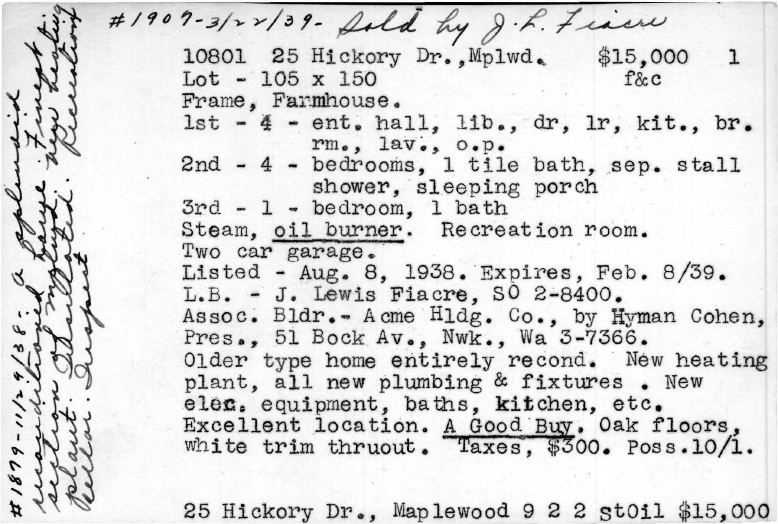 #1909-3/22/39- Sold by J. L. Fiacre
10801 25 Hickory Dr.,Mplwd. $15,000 1
Lot - 105 x 150 f&c
Frame, Farmhouse.
1st - 4 - ent. hall, lib., dr, lr, kit., br.
rm., lav., o.p.
2nd - 4 - bedrooms, 1 tile bath, sep. stall
shower, sleeping porch
3rd - 1 - bedroom, 1 bath
Steam, oil burner. Recreation room.
Two car garage.
Listed - Aug. 8, 1938. Expires, Feb. 8/39.
L.B. - J. Lewis Fiacre, SO 2-8400.
Assoc. Bldr.- Acme Hldg. Co., by Hyman Cohen,
Pres., 51 Bock Av., Nwk., Wa 3-7366.
Older type home entirely recond. New heating
plant, all new plumbing & fixtures . New
elec. equipment, baths, kitchen, etc.
Excellent location. A Good Buy. Oak floors,
white trim thruout. Taxes, $300. Poss.10/1.
25 Hickory Dr., Maplewood 9 2 2 stOil $15,000
#1879-11/29/38- A splendid
reconditioned home finest
section of Mplwd. new heating
plant. Insulated. Recreation
cellar. Inspect